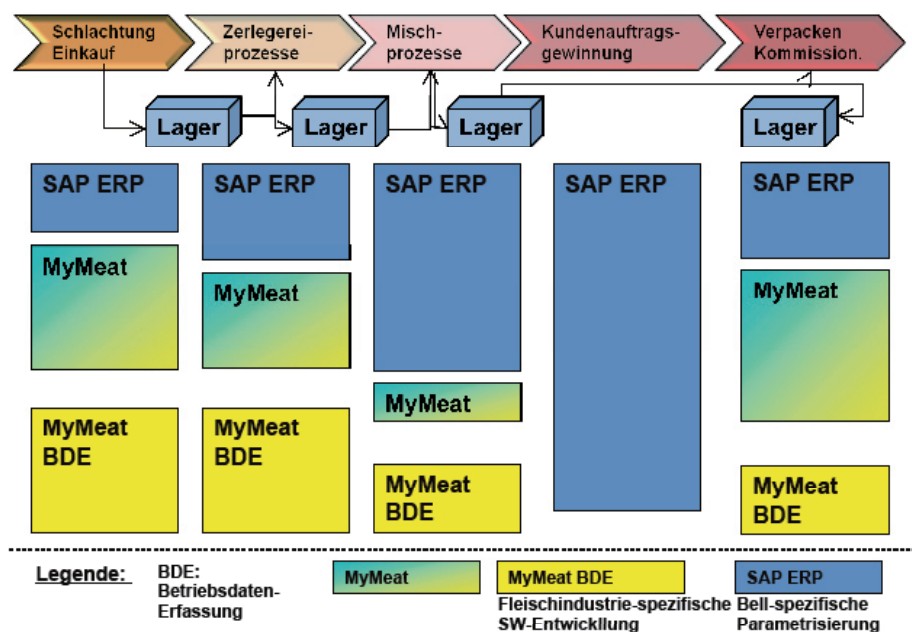 Schlachtung
Einkauf
Zerlegerei-
prozesse
Misch-
prozesse
Kundenauftrags-
gewinnung
Verpacken
Kommission.
Lager
Lager
Lager
Lager
SAP ERP
SAP ERP
SAP ERP
SAP ERP
SAP ERP
MyMeat
MyMeat
MyMeat
MyMeat
MyMeat
BDE
MyMeat
BDE
MyMeat
BDE
MyMeat
BDE
Legende:
BDE:
Betriebsdaten-
Erfassung
MyMeat
MyMeat BDE
Fleischindustrie-spezifische
SW-Entwickllung
SAP ERP
Bell-spezifische
Parametrisierung